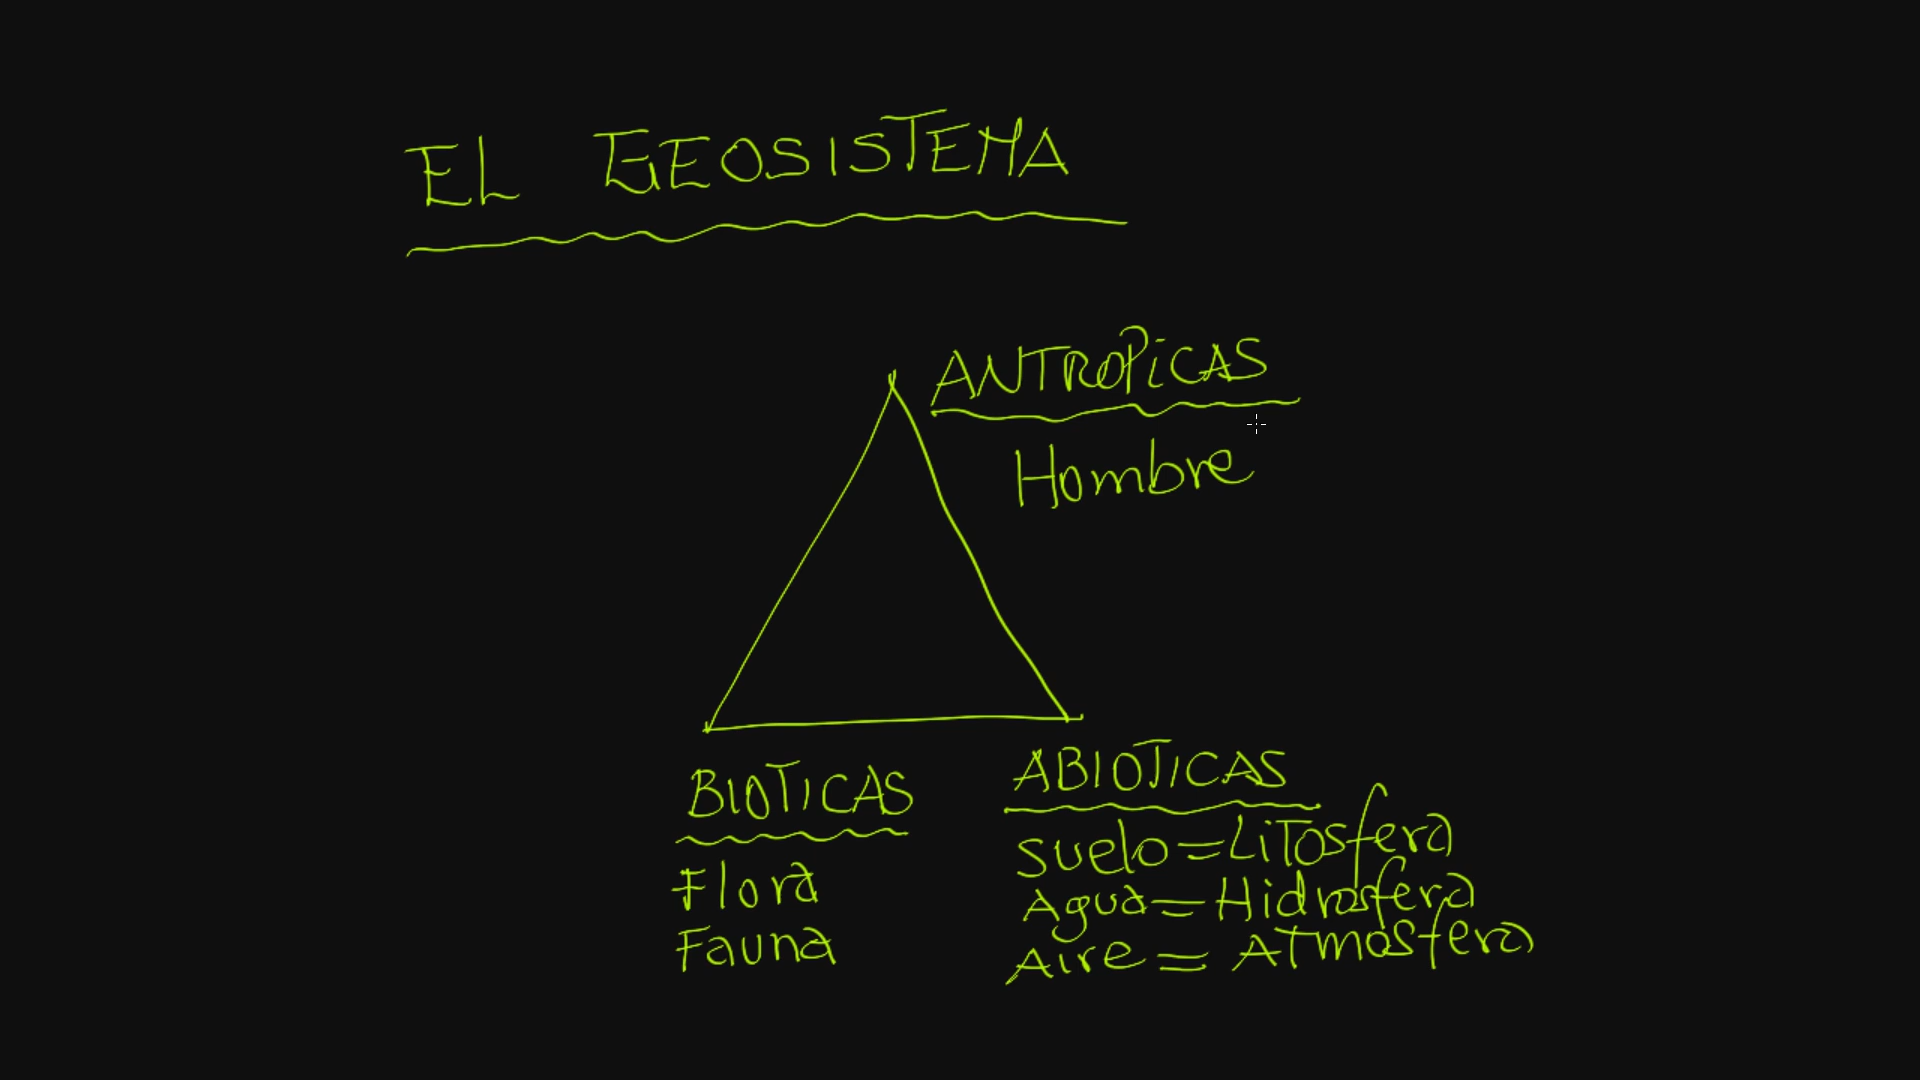 EL GEOSISTEMA
ANTROPiCAS
Hombre
BIOTICAS
Flora
Fauna
ABIOTICAS
Suelo=LiTosfera
Agua=Hidrosfera
Aire= ATmosfera